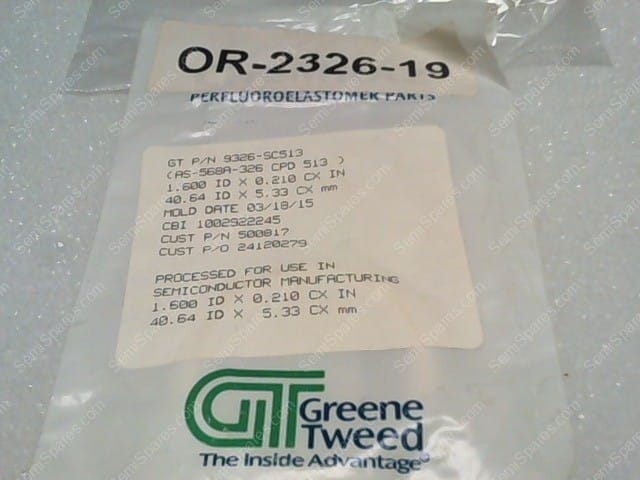 OR-2326-19
PERFLUOROELASTOMER PARTS
GT P/N 9326-SC513
(AS-568A-326 CPD 513 )
1.600 ID X 0.210 CX IN
40.64 ID X 5.33 CX mm
MOLD DATE 03/18/15
CBI 1002922245
CUST P/N 500817
CUST P/O 24120279
PROCESSED FOR USE IN
SEMICONDUCTOR MANUFACTURING
1.600 ID X 0.210 CX IN
40.64 ID X 5.33 CX mm
GT Greene
Tweed
The Inside Advantage®
SemiSpares.com